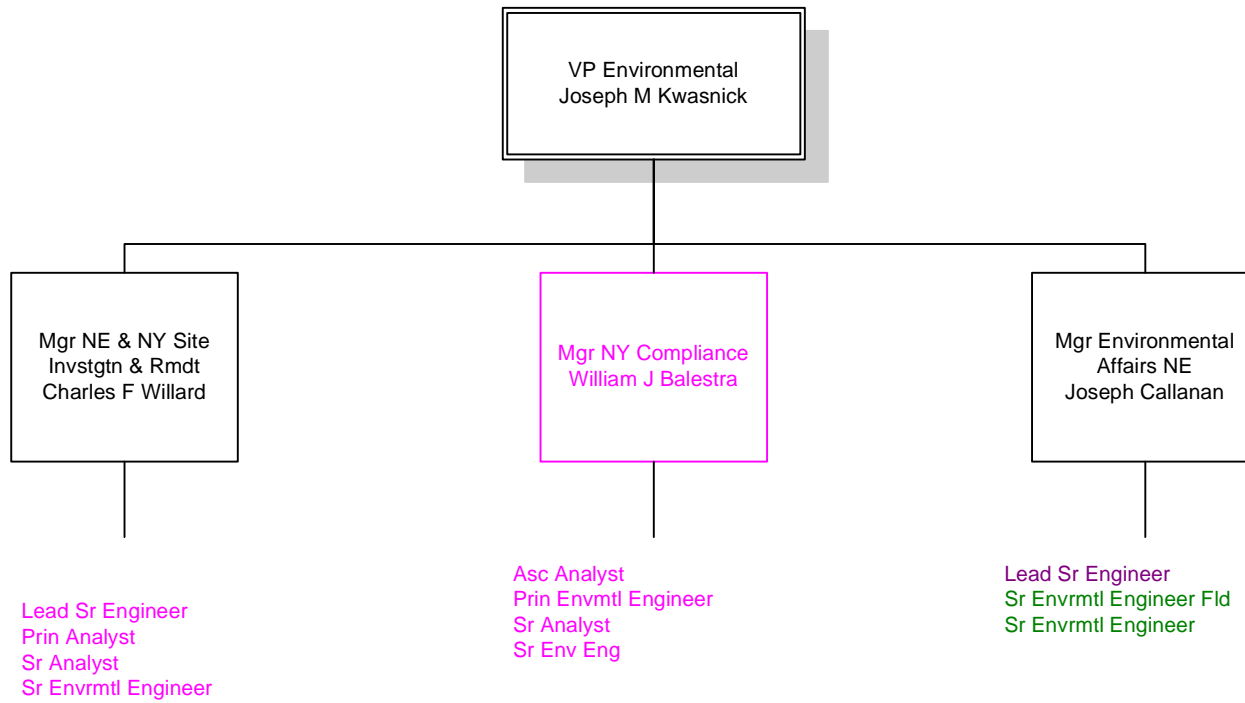 VP Environmental
Joseph M Kwasnick
Mgr NE & NY Site
Invstgtn & Rmdt
Charles F Willard
Mgr NY Compliance
William J Balestra
Mgr Environmental
Affairs NE
Joseph Callanan
Lead Sr Engineer
Prin Analyst
Sr Analyst
Sr Envrmtl Engineer
Asc Analyst
Prin Envmtl Engineer
Sr Analyst
Sr Env Eng
Lead Sr Engineer
Sr Envrmtl Engineer Fld
Sr Envrmtl Engineer